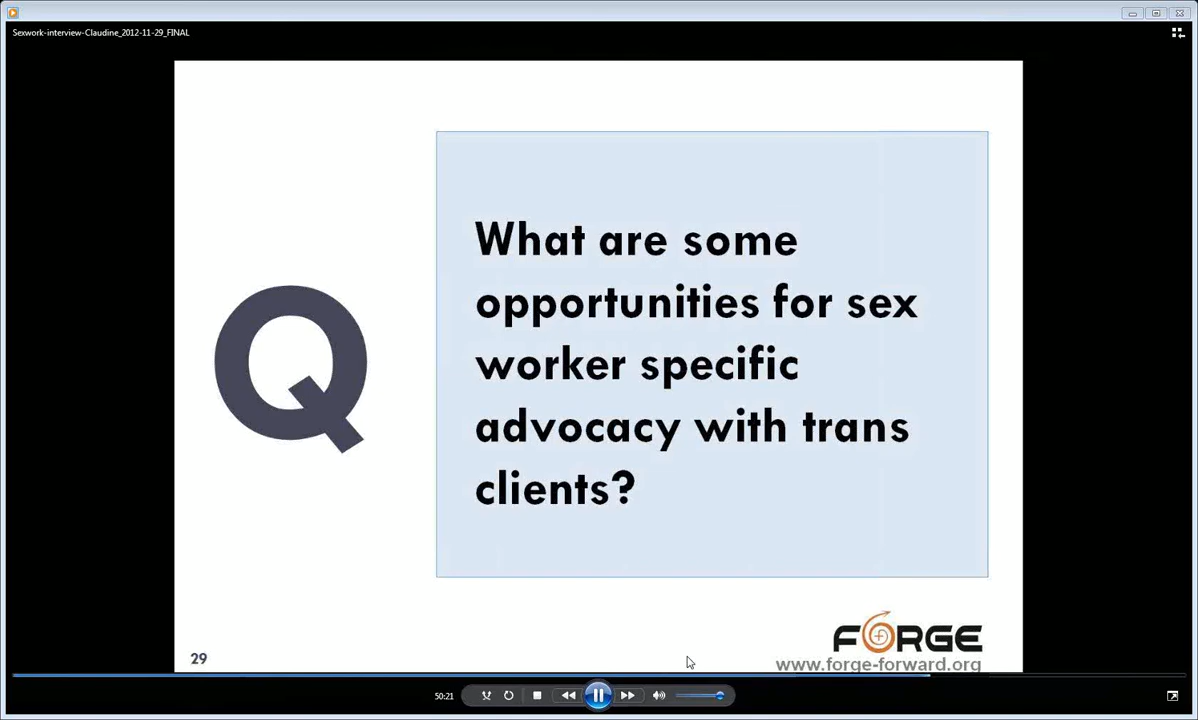 Sexwork-interview-Claudine_2012-11-29_FINAL
Q
What are some
opportunities for sex
worker specific
advocacy with trans
clients?
29
FORGE
www.forge-forward.org
50:21